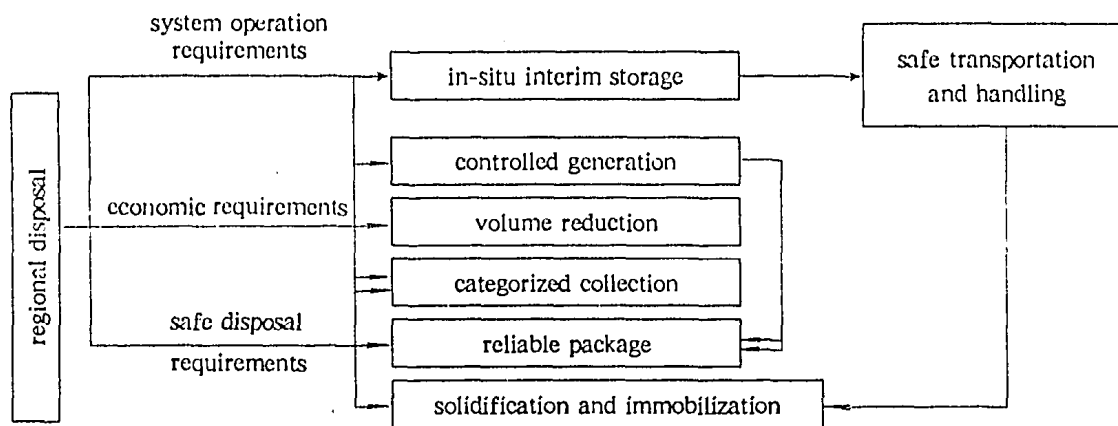 system operation
requirements
in-situ interim storage
safe transportation
and handling
controlled generation
regional disposal
economic requirements
volume reduction
categorized collection
safe disposal
requirements
reliable package
solidification and immobilization